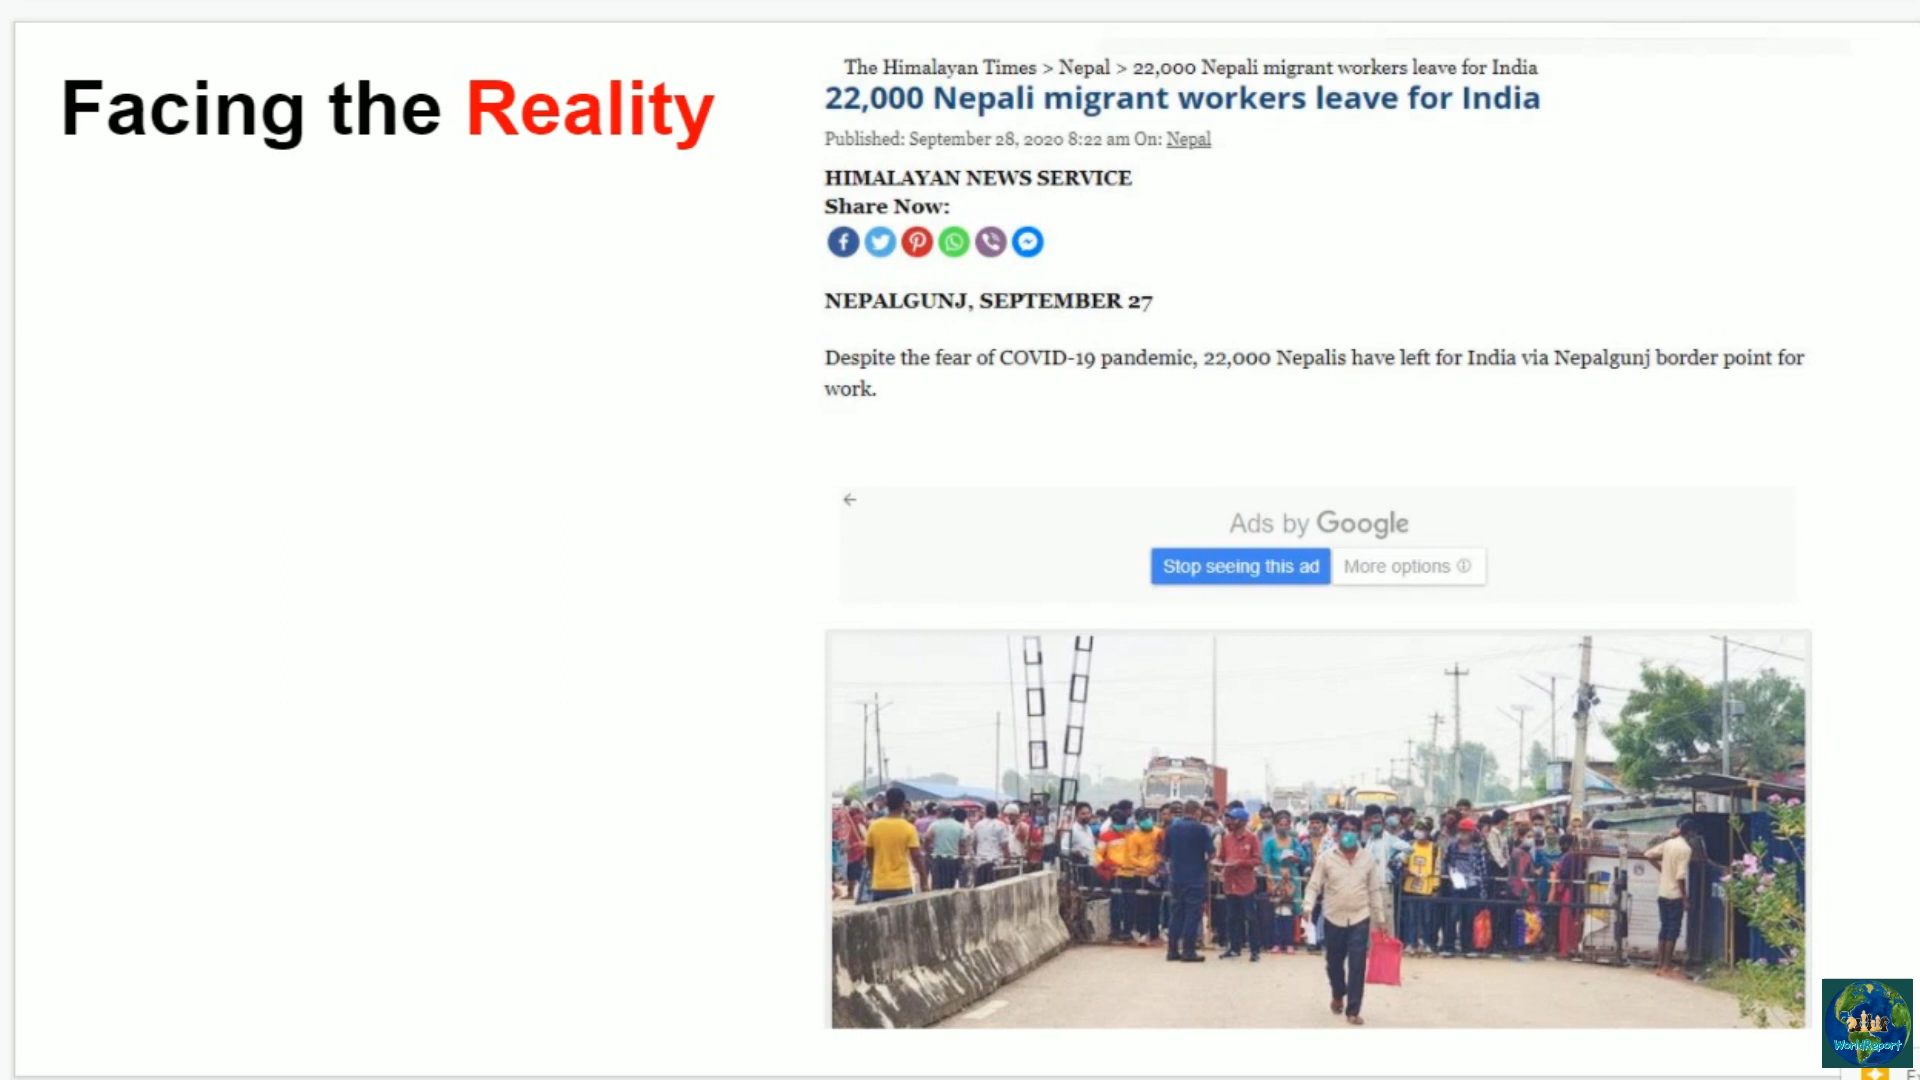 Facing the Reality
The Himalayan Times > Nepal > 22,000 Nepali migrant workers leave for India
22,000 Nepali migrant workers leave for India
Published: September 28, 2020 8:22 am On: Nepal
HIMALAYAN NEWS SERVICE
Share Now:
NEPALGUNJ, SEPTEMBER 27
Despite the fear of COVID-19 pandemic, 22,000 Nepalis have left for India via Nepalgunj border point for
work.
Ads by Google
Stop seeing this ad
More options
WorldReport